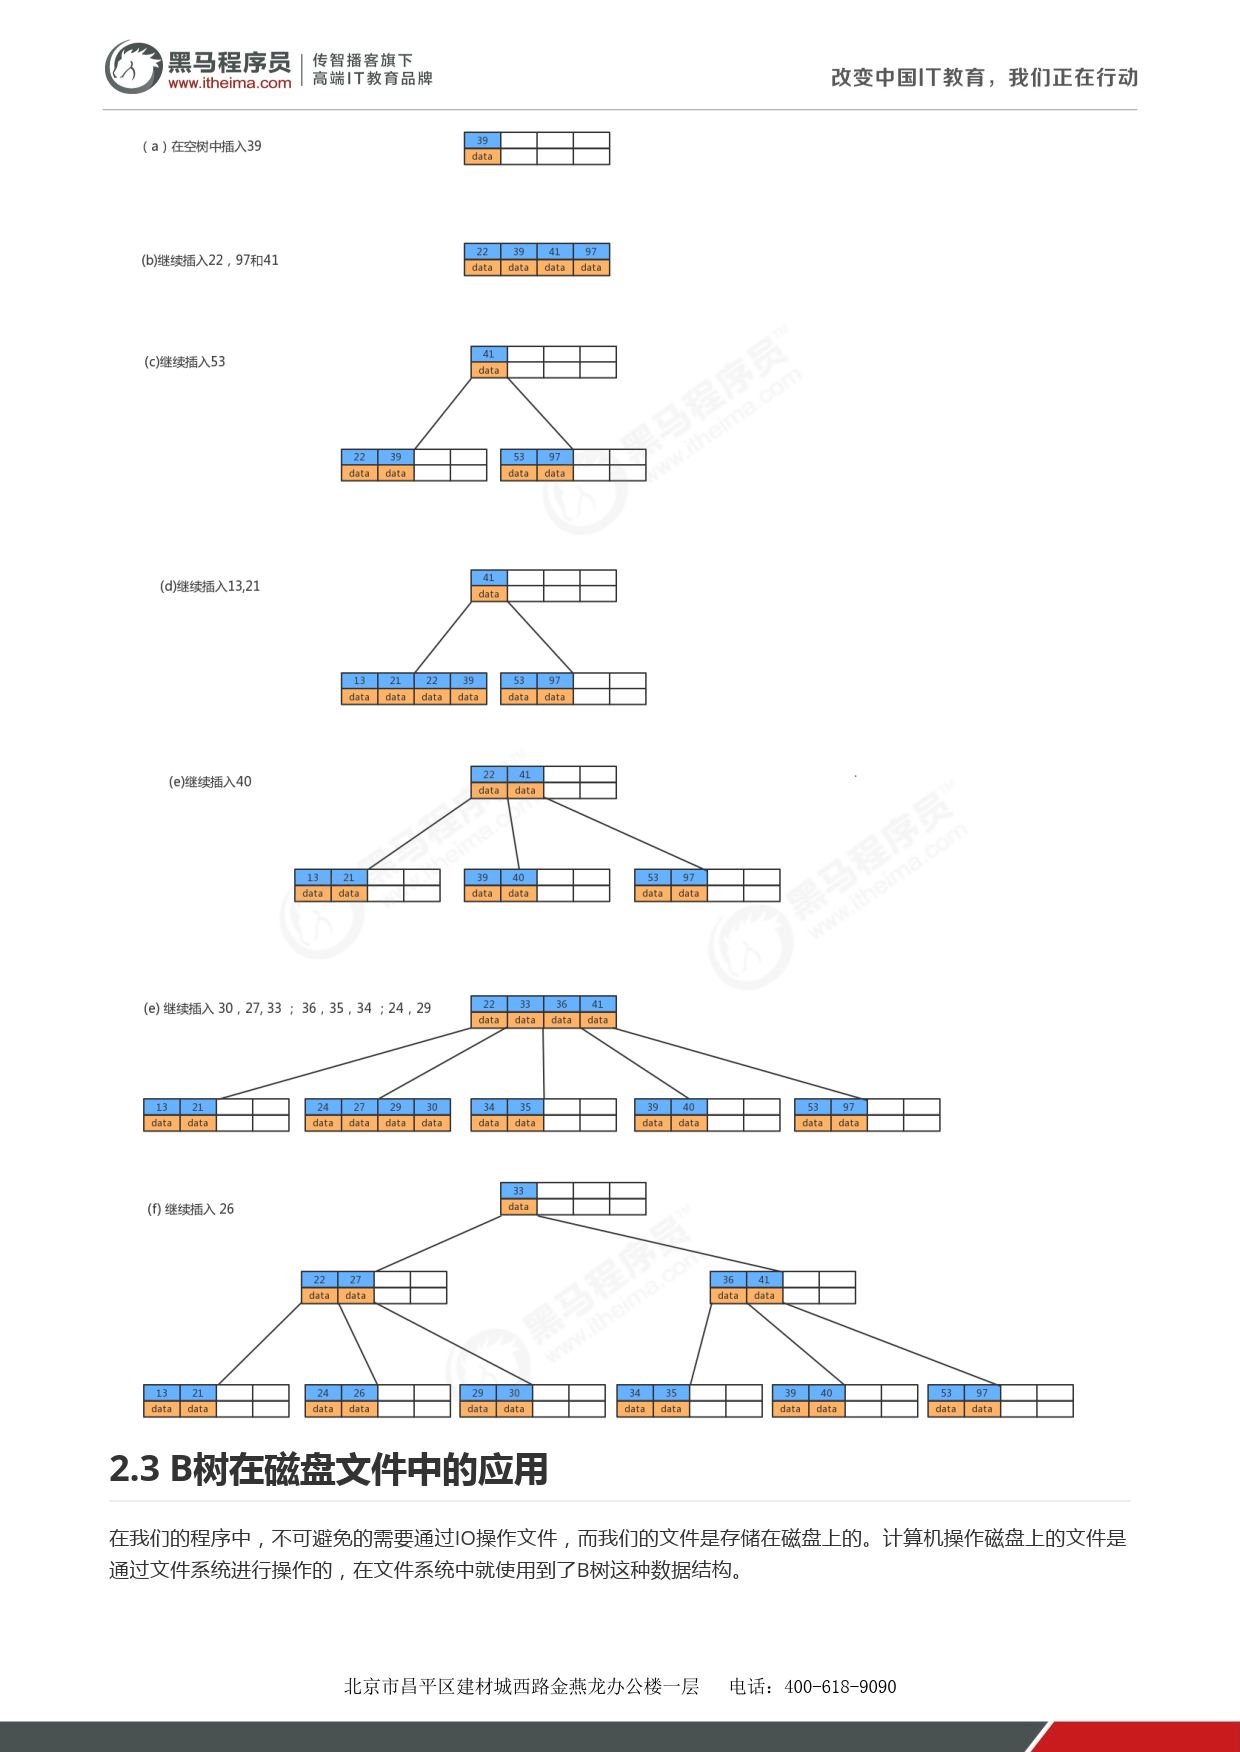 黑马程序员
www.itheima.com
传智播客旗下
高端IT教育品牌
改变中国IT教育，我们正在行动
( a ) 在空树中插入39
39
data
(b)继续插入22，97和41
22 39 41 97
data data data data
(c)继续插入53
41
data
22 39 53 97
data data data data
(d)继续插入13,21
41
data
13 21 22 39 53 97
data data data data data data
(e)继续插入40
22 41
data data
13 21 39 40 53 97
data data data data data data
(e) 继续插入 30，27, 33 ； 36，35，34 ；24，29
22 33 36 41
data data data data
13 21 24 27 29 30 34 35 39 40 53 97
data data data data data data data data data data data data
(f) 继续插入 26
33
data
22 27 36 41
data data data data
13 21 24 26 29 30 34 35 39 40 53 97
data data data data data data data data data data data data
2.3 B树在磁盘文件中的应用
在我们的程序中，不可避免的需要通过IO操作文件，而我们的文件是存储在磁盘上的。计算机操作磁盘上的文件是
通过文件系统进行操作的，在文件系统中就使用到了B树这种数据结构。
北京市昌平区建材城西路金燕龙办公楼一层 电话：400-618-9090